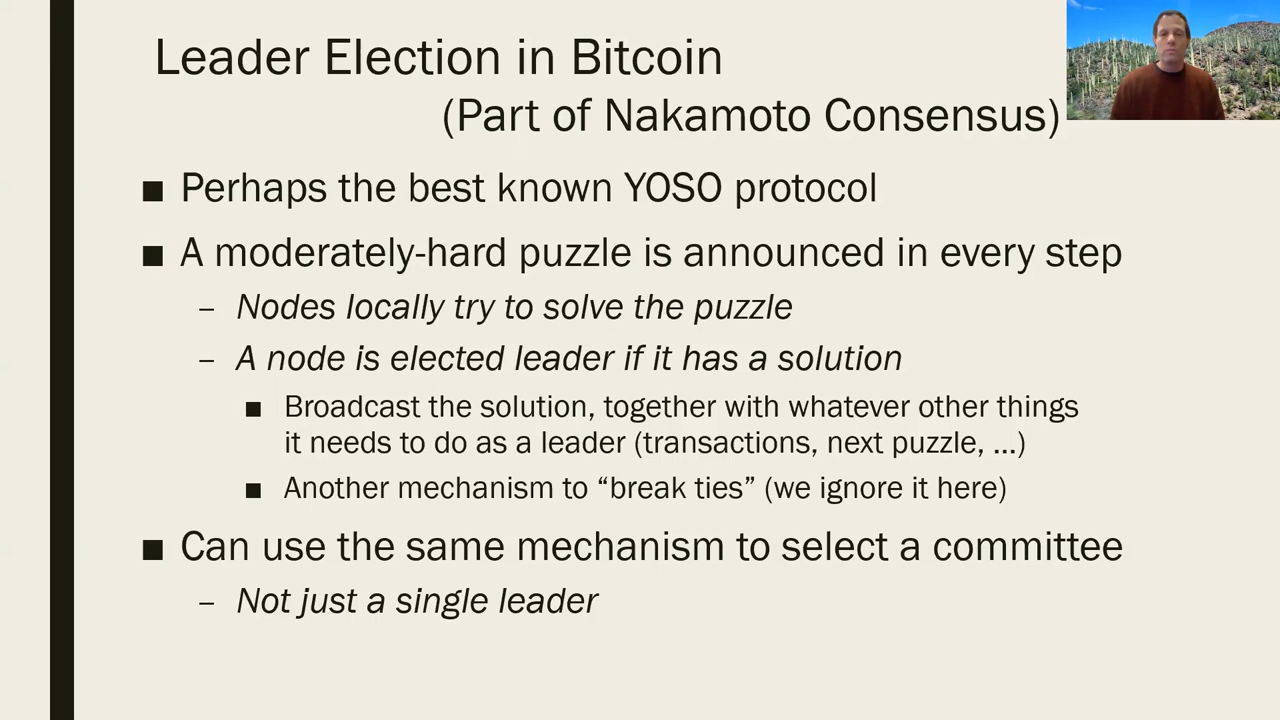 Leader Election in Bitcoin
(Part of Nakamoto Consensus)
■ Perhaps the best known YOSO protocol
■ A moderately-hard puzzle is announced in every step
– Nodes locally try to solve the puzzle
– A node is elected leader if it has a solution
■ Broadcast the solution, together with whatever other things
it needs to do as a leader (transactions, next puzzle, ...)
■ Another mechanism to “break ties” (we ignore it here)
■ Can use the same mechanism to select a committee
– Not just a single leader